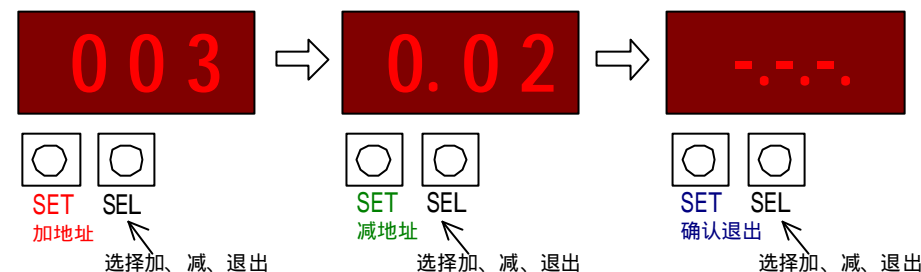 003 0.02 -.-.-.
SET SEL SET SEL SET SEL
加地址 减地址 确认退出
选择加、减、退出 选择加、减、退出 选择加、减、退出